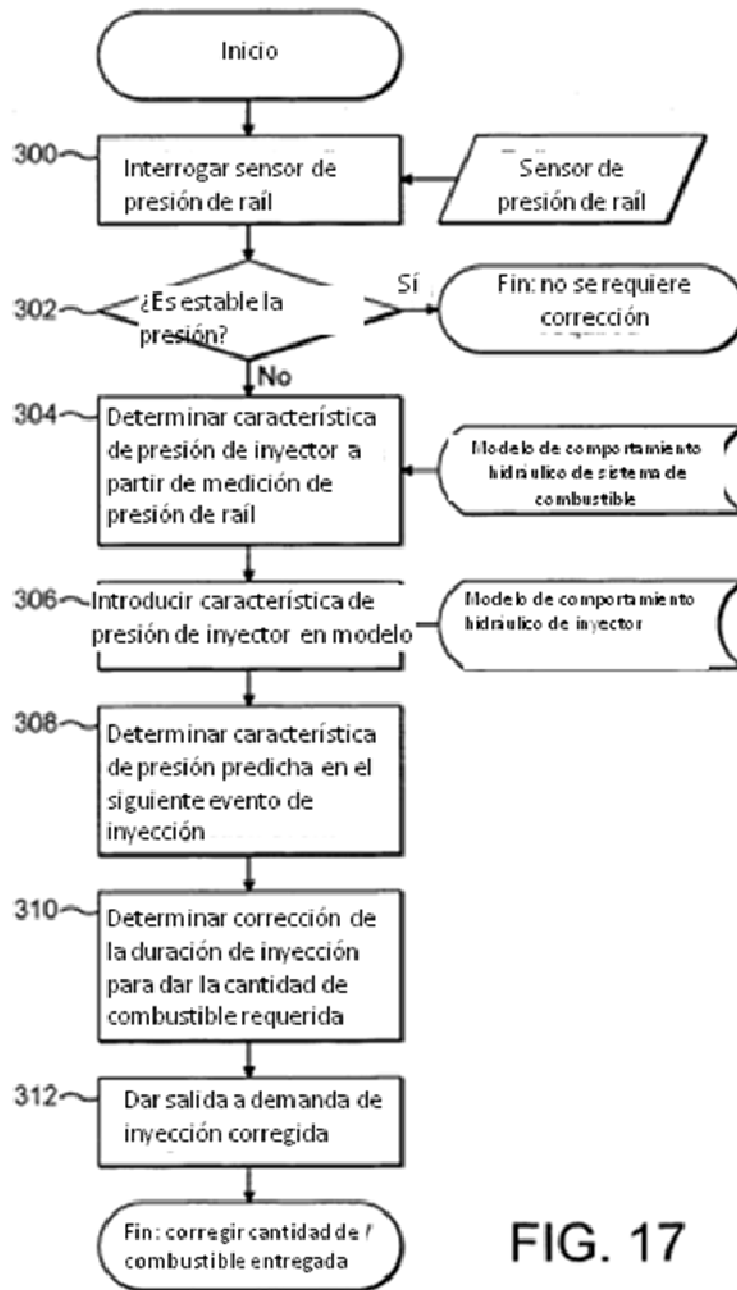 Inicio
300
Interrogar sensor de
presión de raíl
Sensor de
presión de raíl
302
¿Es estable la
presión?
Sí
Fin: no se requiere
corrección
No
304
Determinar característica
de presión de inyector a
partir de medición de
presión de raíl
Modelo de comportamiento
hidráulico de sistema de
combustible
306
Introducir característica de
presión de inyector en modelo
Modelo de comportamiento
hidráulico de inyector
308
Determinar característica
de presión predicha en el
siguiente evento de
inyección
310
Determinar corrección de
la duración de inyección
para dar la cantidad de
combustible requerida
312
Dar salida a demanda de
inyección corregida
Fin: corregir cantidad de
combustible entregada
FIG. 17